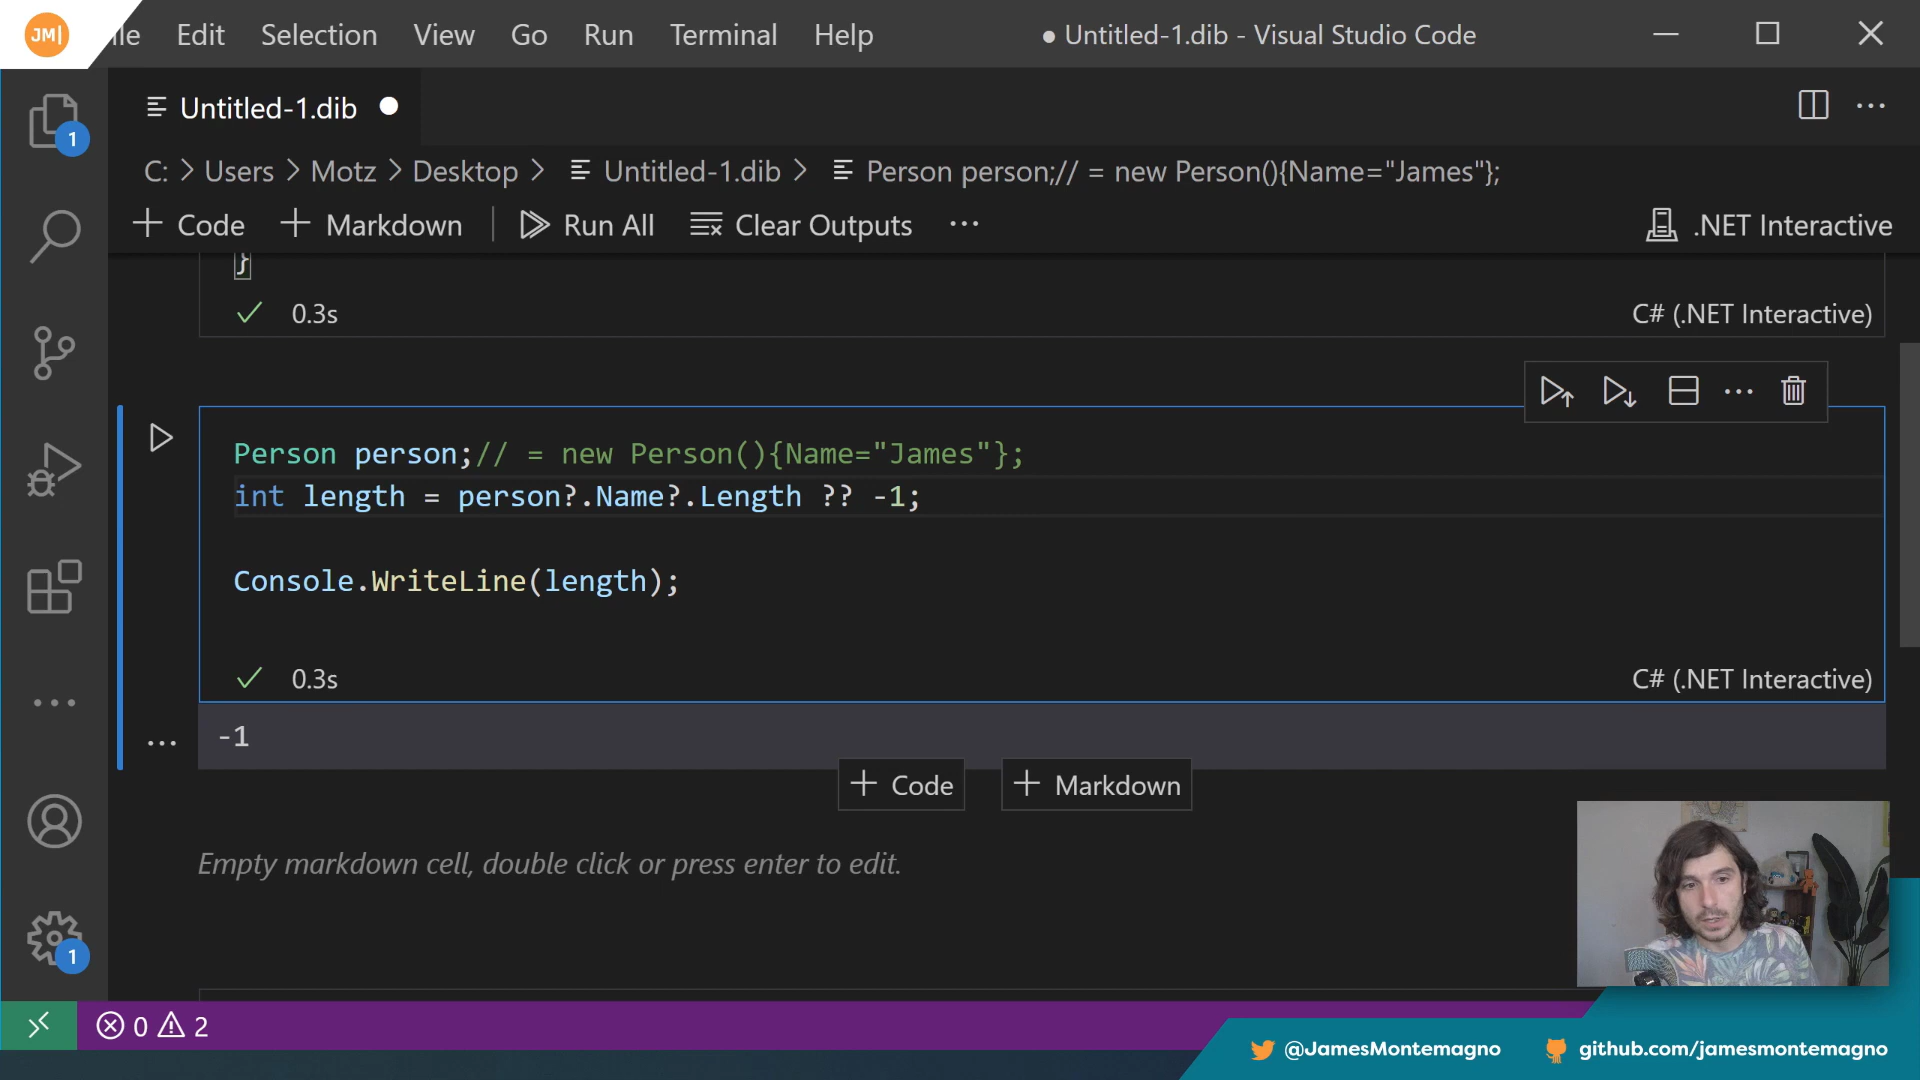 JM|
le Edit Selection View Go Run Terminal Help
● Untitled-1.dib - Visual Studio Code
Untitled-1.dib
C: > Users > Motz > Desktop > Untitled-1.dib > Person person;// = new Person(){Name="James"};
+ Code + Markdown Run All Clear Outputs ... .NET Interactive
}
0.3s
C# (.NET Interactive)
Person person;// = new Person(){Name="James"};
int length = person?.Name?.Length ?? -1;
Console.WriteLine(length);
0.3s
C# (.NET Interactive)
-1
+ Code + Markdown
Empty markdown cell, double click or press enter to edit.
1
1
0 2
@JamesMontemagno
github.com/jamesmontemagno